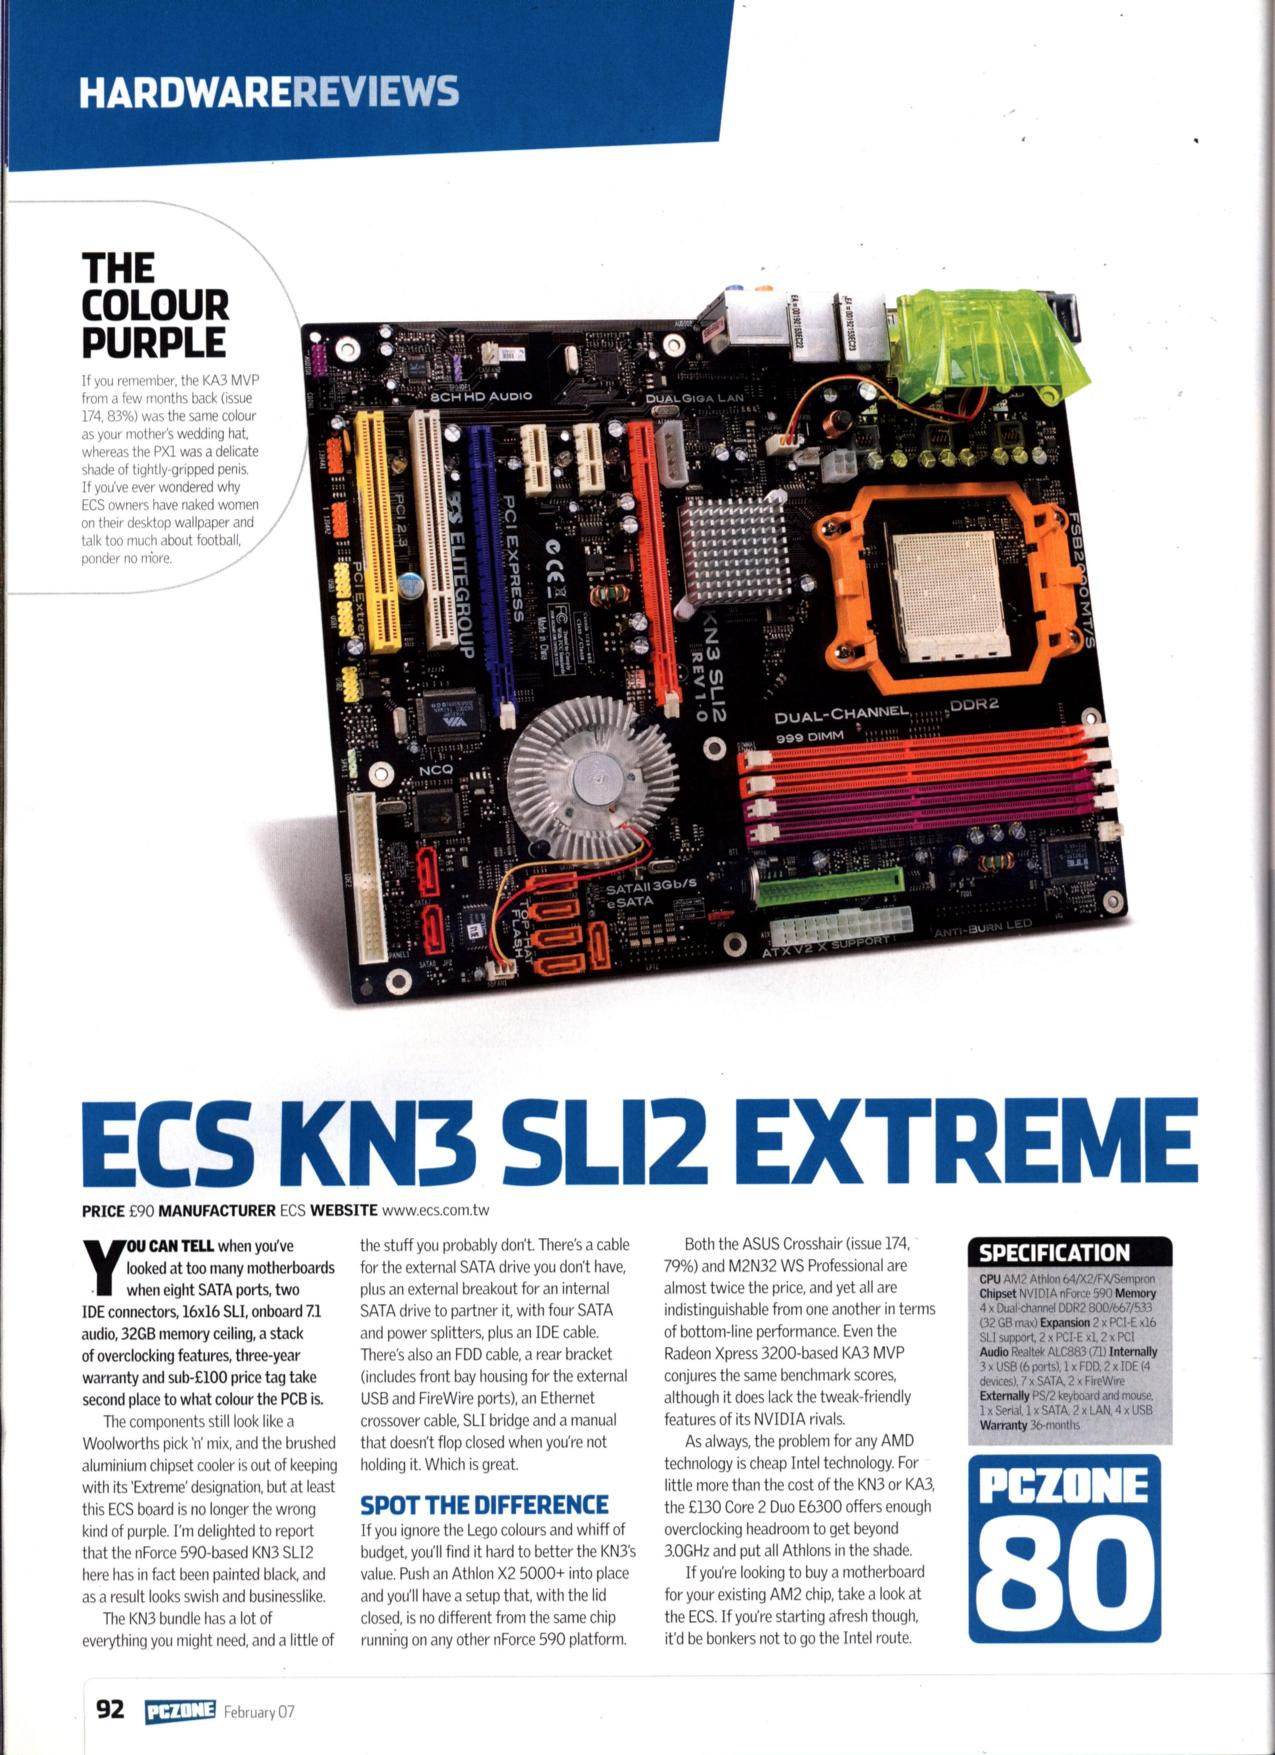 HARDWAREREVIEWS
THE
COLOUR
PURPLE
If you remember, the KA3 MVP
from a few months back (issue
174, 83%) was the same colour
as your mother's wedding hat,
whereas the PX1 was a delicate
shade of tightly-gripped penis.
If you've ever wondered why
ECS owners have naked women
on their desktop wallpaper and
talk too much about football,
ponder no more.
8CH HD AUDIO
DUAL GIGA LAN
PCI 2.3
PCI Extreme
ECS ELITEGROUP
PCI EXPRESS
FC CE
Made in China
KN3 SLI2
REV 1.0
FSB2000 MT/S
DUAL-CHANNEL DDR2
999 DIMM
VIA
NCQ
SATAII 3Gb/s
eSATA
TOP-HAT
FLASH
ATX V2 X SUPPORT
ANTI-BURN LED
ECS KN3 SLI2 EXTREME
PRICE £90 MANUFACTURER ECS WEBSITE www.ecs.com.tw
YOU CAN TELL when you've
looked at too many motherboards
when eight SATA ports, two
IDE connectors, 16x16 SLI, onboard 7.1
audio, 32GB memory ceiling, a stack
of overclocking features, three-year
warranty and sub-£100 price tag take
second place to what colour the PCB is.
The components still look like a
Woolworths pick 'n' mix, and the brushed
aluminium chipset cooler is out of keeping
with its 'Extreme' designation, but at least
this ECS board is no longer the wrong
kind of purple. I'm delighted to report
that the nForce 590-based KN3 SLI2
here has in fact been painted black, and
as a result looks swish and businesslike.
The KN3 bundle has a lot of
everything you might need, and a little of
the stuff you probably don't. There's a cable
for the external SATA drive you don't have,
plus an external breakout for an internal
SATA drive to partner it, with four SATA
and power splitters, plus an IDE cable.
There's also an FDD cable, a rear bracket
(includes front bay housing for the external
USB and FireWire ports), an Ethernet
crossover cable, SLI bridge and a manual
that doesn't flop closed when you're not
holding it. Which is great.
SPOT THE DIFFERENCE
If you ignore the Lego colours and whiff of
budget, you'll find it hard to better the KN3's
value. Push an Athlon X2 5000+ into place
and you'll have a setup that, with the lid
closed, is no different from the same chip
running on any other nForce 590 platform.
Both the ASUS Crosshair (issue 174,
79%) and M2N32 WS Professional are
almost twice the price, and yet all are
indistinguishable from one another in terms
of bottom-line performance. Even the
Radeon Xpress 3200-based KA3 MVP
conjures the same benchmark scores,
although it does lack the tweak-friendly
features of its NVIDIA rivals.
As always, the problem for any AMD
technology is cheap Intel technology. For
little more than the cost of the KN3 or KA3,
the £130 Core 2 Duo E6300 offers enough
overclocking headroom to get beyond
3.0GHz and put all Athlons in the shade.
If you're looking to buy a motherboard
for your existing AM2 chip, take a look at
the ECS. If you're starting afresh though,
it'd be bonkers not to go the Intel route.
SPECIFICATION
CPU AM2 Athlon 64/X2/FX/Sempron
Chipset NVIDIA nForce 590 Memory
4 x Dual-channel DDR2 800/667/533
(32 GB max) Expansion 2 x PCI-E x16
SLI support, 2 x PCI-E x1, 2 x PCI
Audio Realtek ALC883 (7.1) Internally
3 x USB (6 ports), 1 x FDD, 2 x IDE (4
devices), 7 x SATA, 2 x FireWire
Externally PS/2 keyboard and mouse,
1 x Serial, 1 x SATA, 2 x LAN, 4 x USB
Warranty 36-months
PCZONE
80
92 PCZONE February 07